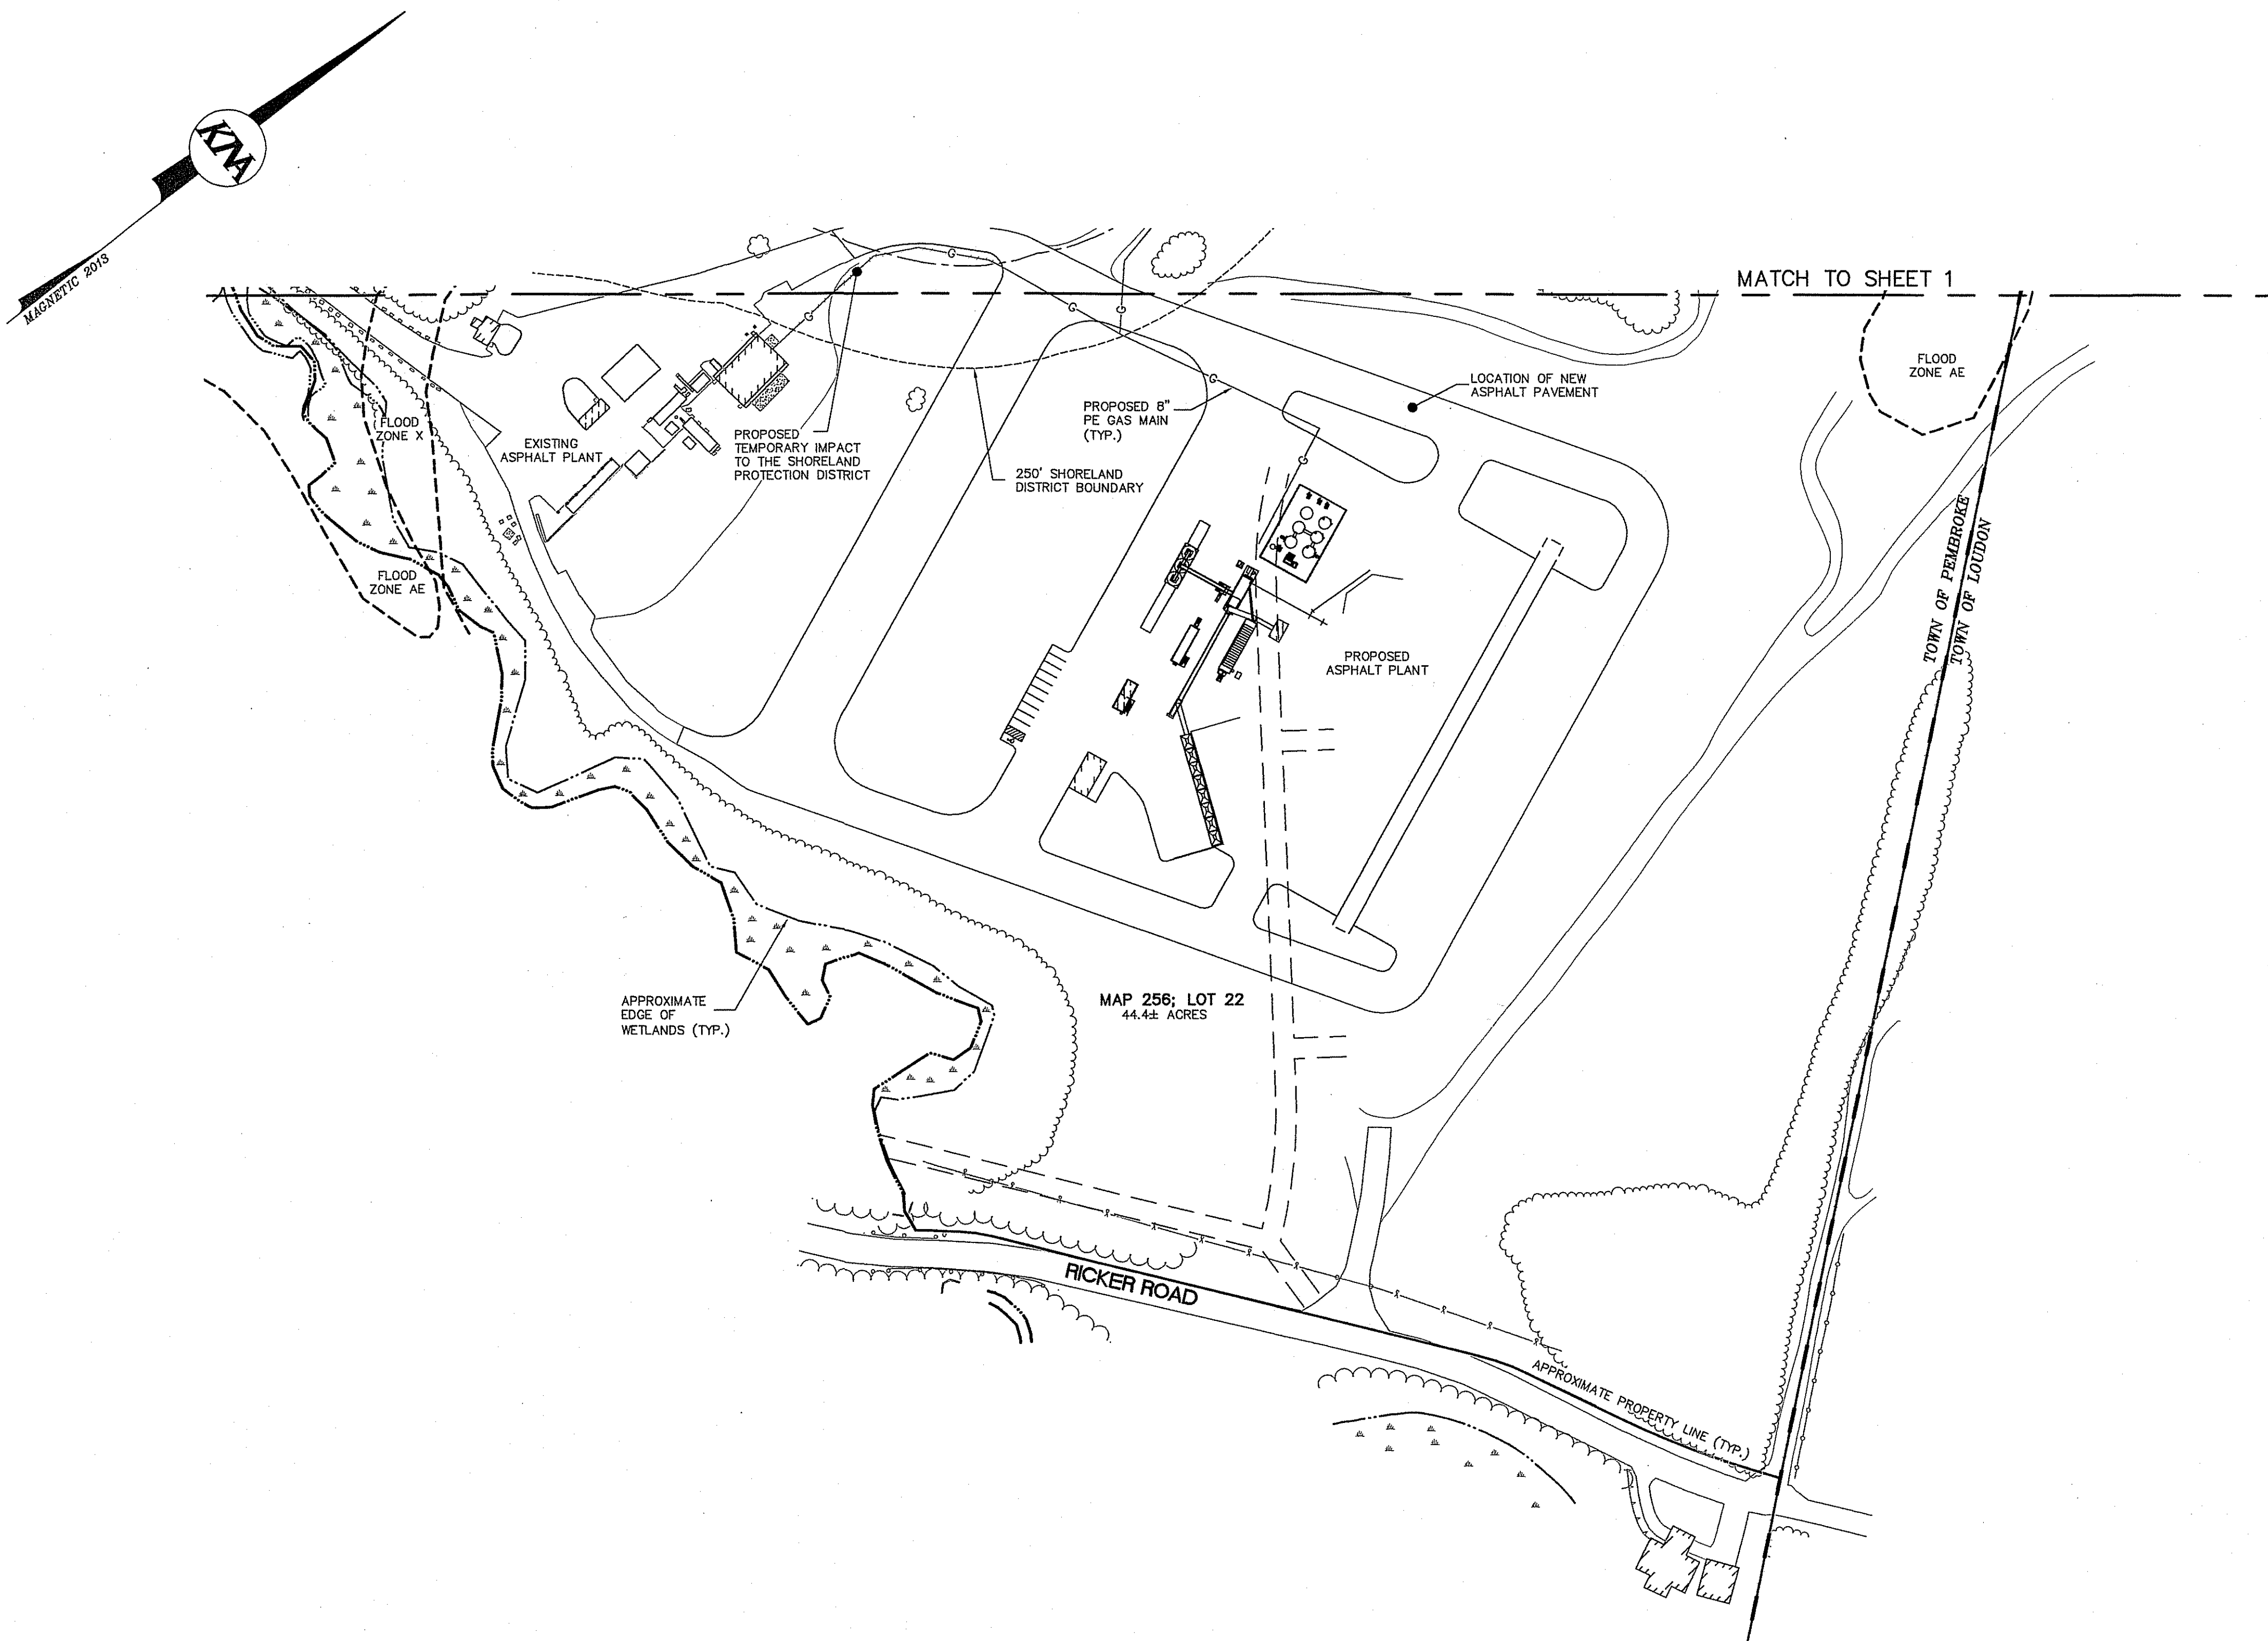 KNA
MAGNETIC 2013
MATCH TO SHEET 1
FLOOD
ZONE AE
LOCATION OF NEW
ASPHALT PAVEMENT
PROPOSED 8"
PE GAS MAIN
(TYP.)
FLOOD
ZONE X
EXISTING
ASPHALT PLANT
PROPOSED
TEMPORARY IMPACT
TO THE SHORELAND
PROTECTION DISTRICT
250' SHORELAND
DISTRICT BOUNDARY
G
G
G
G
G
G
FLOOD
ZONE AE
TOWN OF PEMBROKE
TOWN OF LOUDON
PROPOSED
ASPHALT PLANT
APPROXIMATE
EDGE OF
WETLANDS (TYP.)
MAP 256; LOT 22
44.4± ACRES
RICKER ROAD
APPROXIMATE PROPERTY LINE (TYP.)